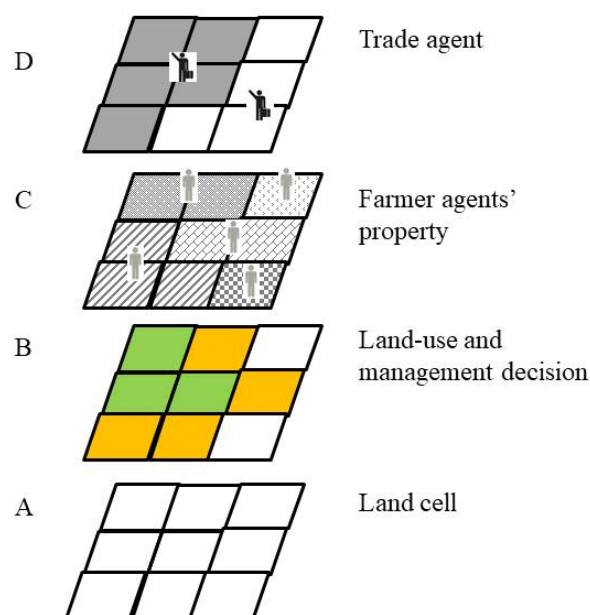 D
Trade agent
C
Farmer agents’
property
B
Land-use and
management decision
A
Land cell